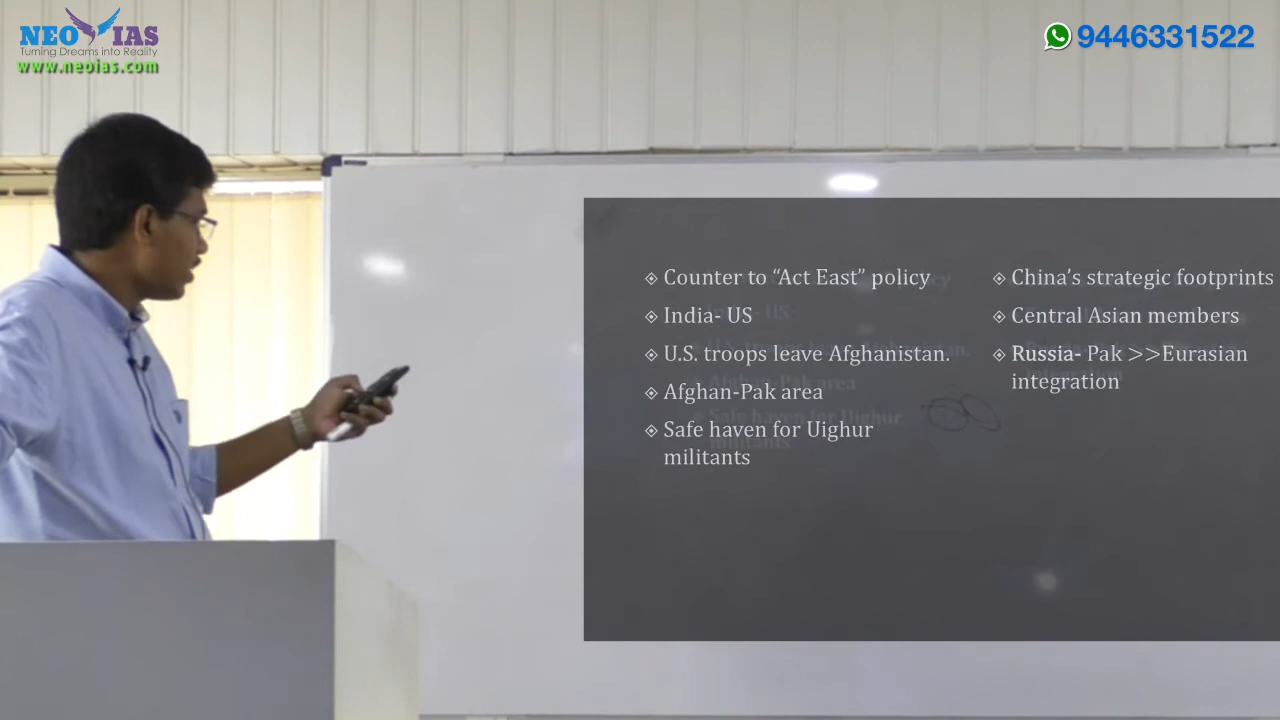 NEO IAS
Turning Dreams into Reality
www.neoias.com
9446331522
Counter to “Act East” policy
India- US
U.S. troops leave Afghanistan.
Afghan-Pak area
Safe haven for Uighur
militants
China’s strategic footprints
Central Asian members
Russia- Pak >>Eurasian
integration